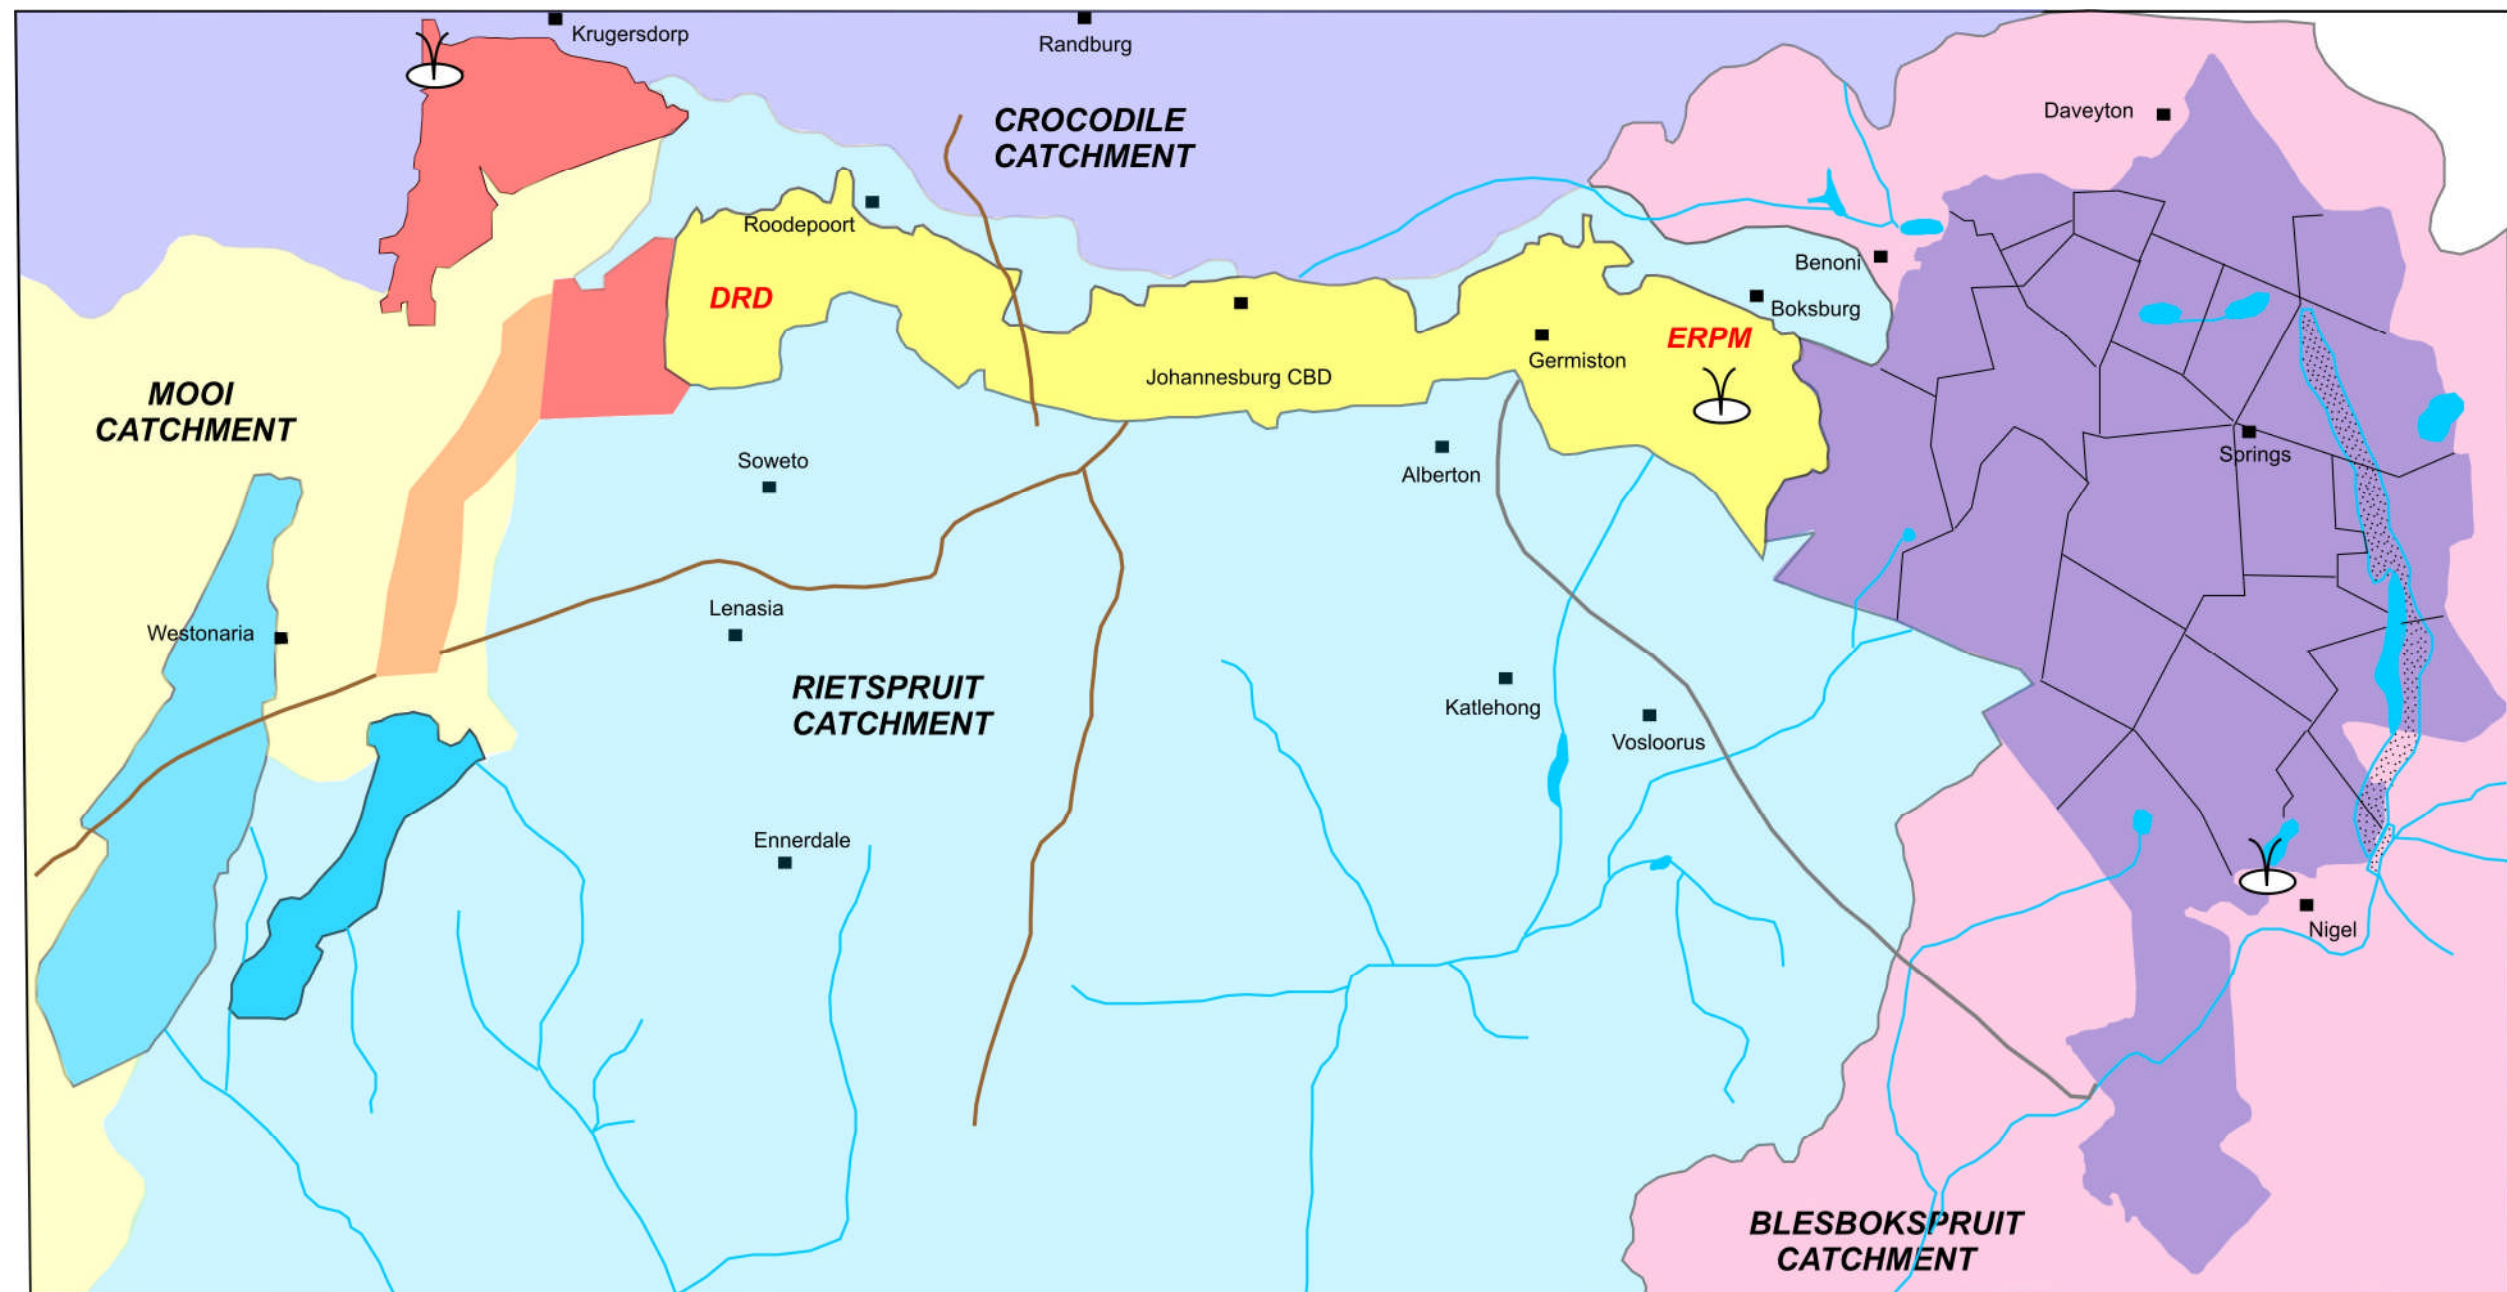 Krugersdorp
Randburg
CROCODILE
CATCHMENT
Daveyton
Roodepoort
Benoni
DRD
Boksburg
ERPM
Germiston
Johannesburg CBD
MOOI
CATCHMENT
Soweto
Alberton
Springs
Lenasia
Westonaria
RIETSPRUIT
CATCHMENT
Katlehong
Vosloorus
Ennerdale
Nigel
BLESBOKSPRUIT
CATCHMENT